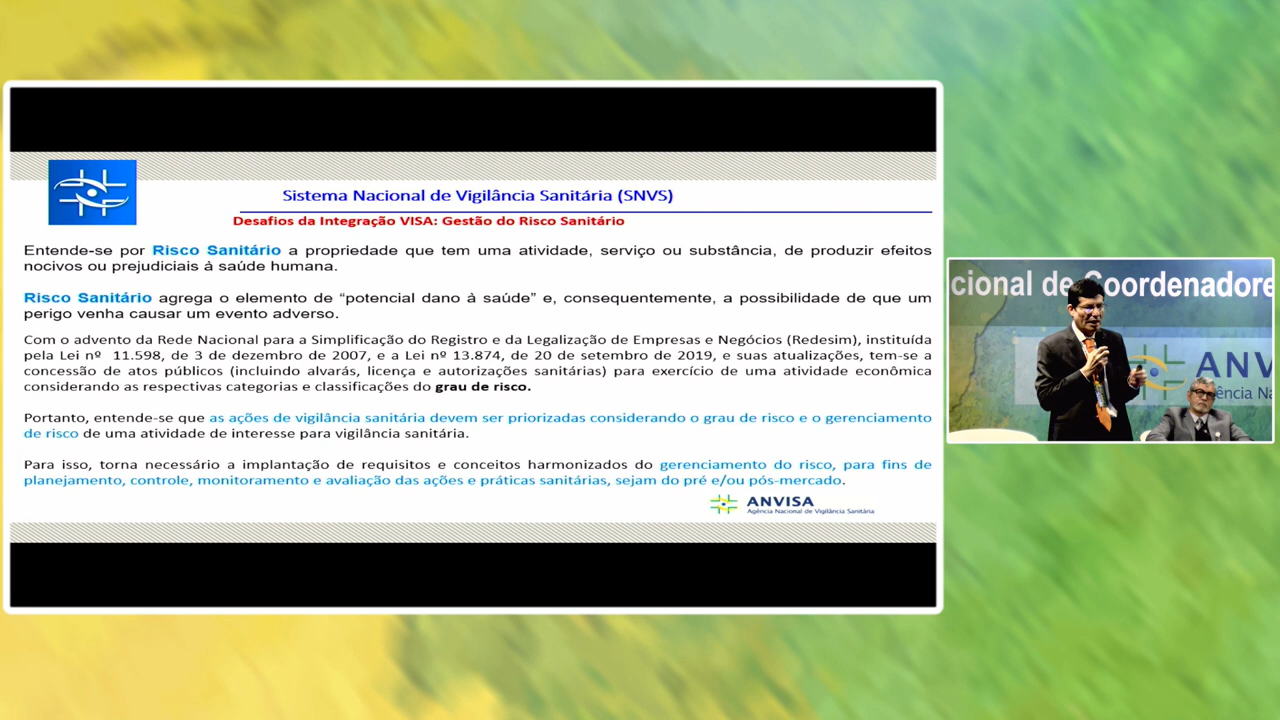 Sistema Nacional de Vigilância Sanitária (SNVS)
Desafios da Integração VISA: Gestão do Risco Sanitário
Entende-se por Risco Sanitário a propriedade que tem uma atividade, serviço ou substância, de produzir efeitos
nocivos ou prejudiciais à saúde humana.
Risco Sanitário agrega o elemento de “potencial dano à saúde” e, consequentemente, a possibilidade de que um
perigo venha causar um evento adverso.
Com o advento da Rede Nacional para a Simplificação do Registro e da Legalização de Empresas e Negócios (Redesim), instituída
pela Lei nº 11.598, de 3 de dezembro de 2007, e a Lei nº 13.874, de 20 de setembro de 2019, e suas atualizações, tem-se a
concessão de atos públicos (incluindo alvarás, licença e autorizações sanitárias) para exercício de uma atividade econômica
considerando as respectivas categorias e classificações do grau de risco.
Portanto, entende-se que as ações de vigilância sanitária devem ser priorizadas considerando o grau de risco e o gerenciamento
de risco de uma atividade de interesse para vigilância sanitária.
Para isso, torna necessário a implantação de requisitos e conceitos harmonizados do gerenciamento do risco, para fins de
planejamento, controle, monitoramento e avaliação das ações e práticas sanitárias, sejam do pré e/ou pós-mercado.
ANVISA
Agência Nacional de Vigilância Sanitária
cional de Coordenadore
ANV
ência Na